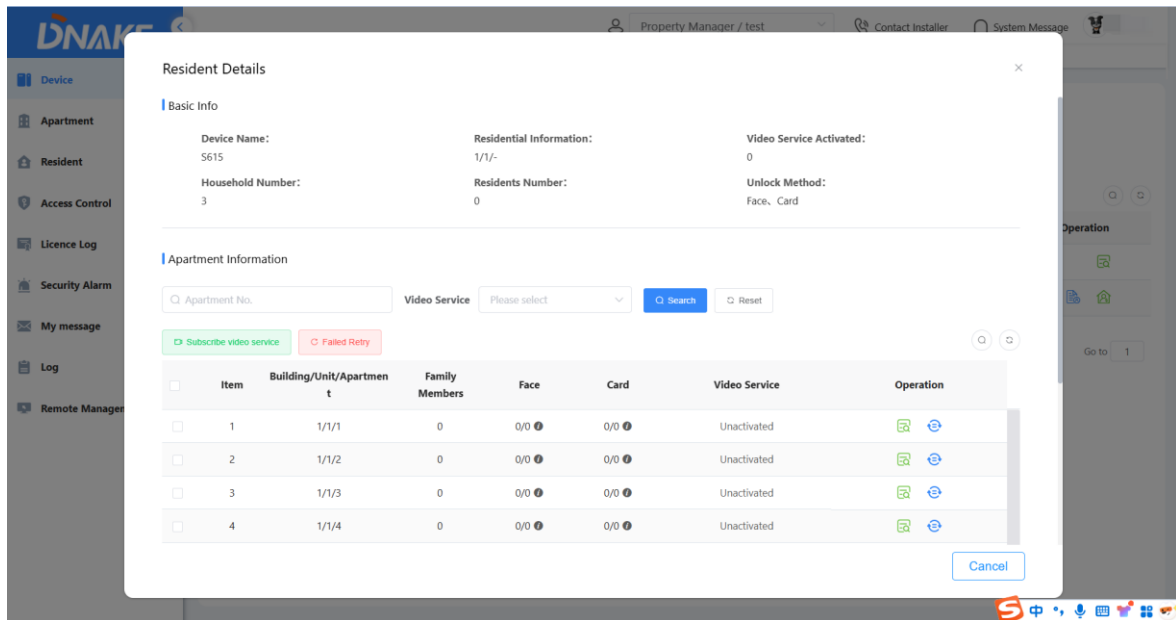 DNAKE
Property Manager / test
Contact Installer
System Message
Device
Apartment
Resident
Access Control
Licence Log
Security Alarm
My message
Log
Remote Manager
Resident Details
Basic Info
Device Name:
S615
Residential Information:
1/1/-
Video Service Activated:
0
Household Number:
3
Residents Number:
0
Unlock Method:
Face、Card
Operation
Apartment Information
Apartment No.
Video Service
Please select
Search
Reset
Subscribe video service
Failed Retry
Go to 1
Item Building/Unit/Apartmen Family Face Card Video Service Operation
t Members
1 1/1/1 0 0/0 0/0 Unactivated
2 1/1/2 0 0/0 0/0 Unactivated
3 1/1/3 0 0/0 0/0 Unactivated
4 1/1/4 0 0/0 0/0 Unactivated
Cancel
中